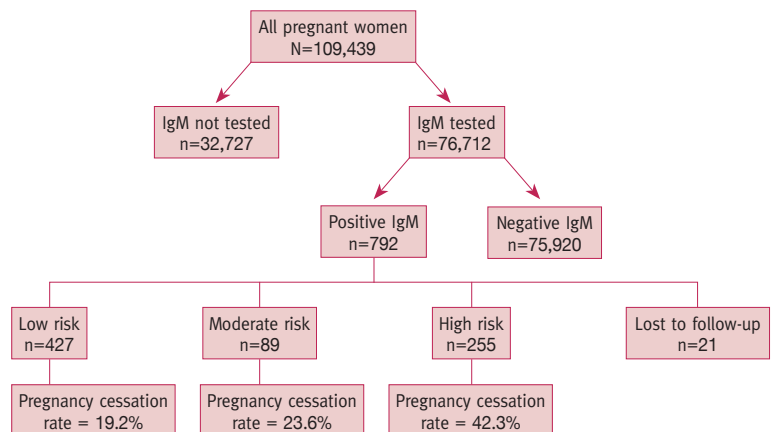 All pregnant women
N=109,439
IgM not tested
n=32,727
IgM tested
n=76,712
Positive IgM
n=792
Negative IgM
n=75,920
Low risk
n=427
Moderate risk
n=89
High risk
n=255
Lost to follow-up
n=21
Pregnancy cessation
rate = 19.2%
Pregnancy cessation
rate = 23.6%
Pregnancy cessation
rate = 42.3%